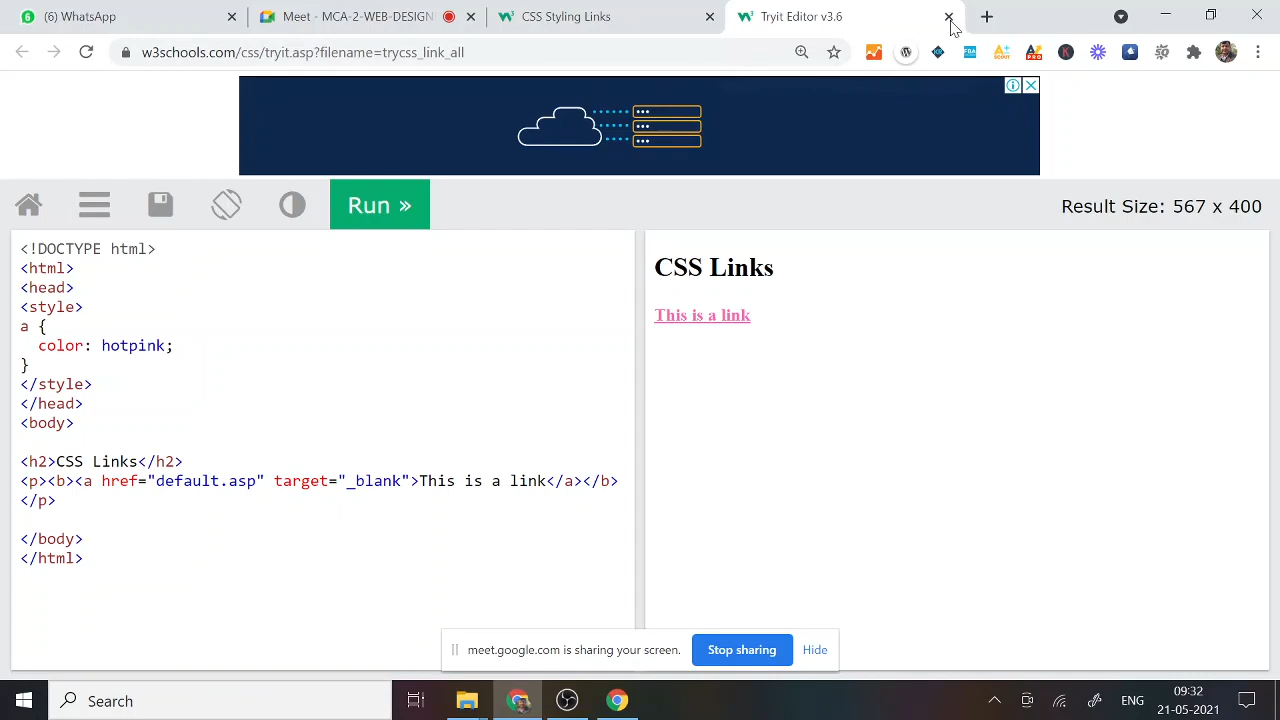 (6) WhatsApp
Meet - MCA-2-WEB-DESIGN
CSS Styling Links
Tryit Editor v3.6
w3schools.com/css/tryit.asp?filename=trycss_link_all
Run »
Result Size: 567 x 400
<!DOCTYPE html>
<html>
<head>
<style>
a {
  color: hotpink;
}
</style>
</head>
<body>
<h2>CSS Links</h2>
<p><b><a href="default.asp" target="_blank">This is a link</a></b>
</p>
</body>
</html>
CSS Links
This is a link
meet.google.com is sharing your screen.
Stop sharing
Hide
Search
ENG
09:32
21-05-2021